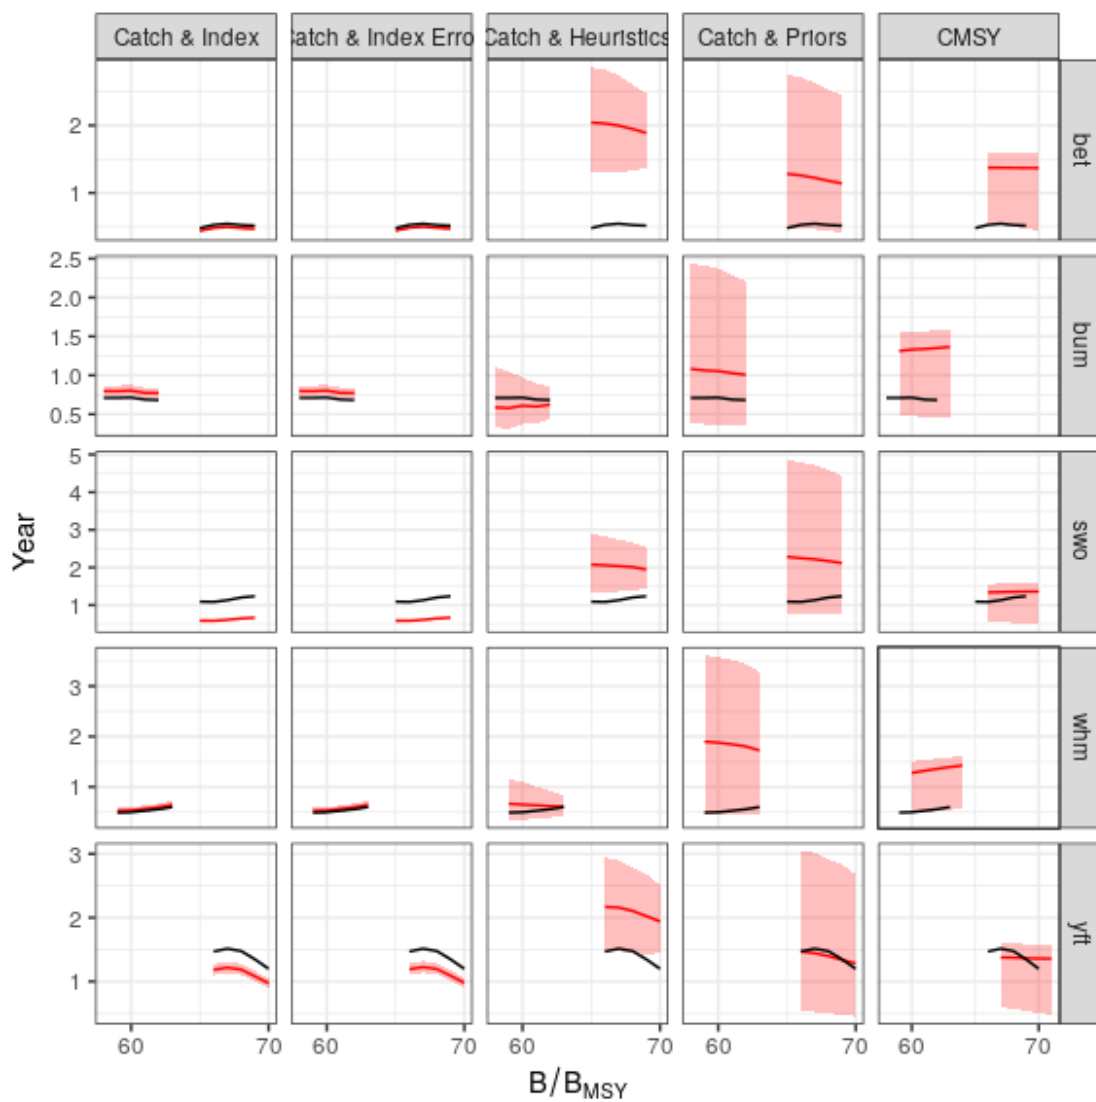 Catch & Index
Catch & Index Erro
Catch & Heuristics
Catch & Priors
CMSY
2
1
bet
2.5
2.0
1.5
1.0
0.5
bum
5
4
3
2
1
swo
3
2
1
whm
3
2
1
yft
Year
60 70 60 70 60 70 60 70 60 70
B/BMSY